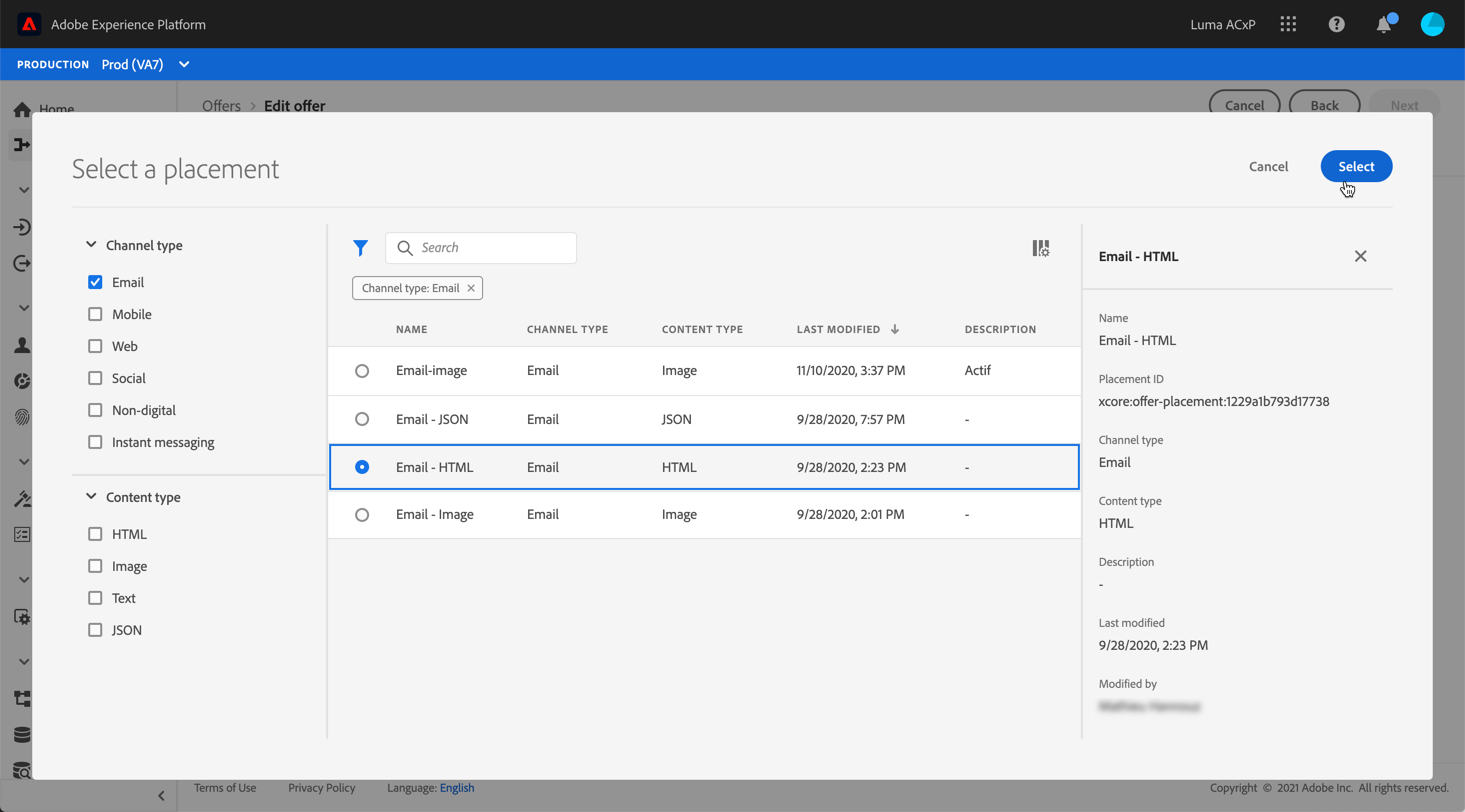 Adobe Experience Platform
Luma ACxP
PRODUCTION Prod (VA7)
Home
Offers > Edit offer
Cancel Back Next
Select a placement
Cancel Select
Channel type
Email
Mobile
Web
Social
Non-digital
Instant messaging
Content type
HTML
Image
Text
JSON
Search
Channel type: Email ×
NAME CHANNEL TYPE CONTENT TYPE LAST MODIFIED ↓ DESCRIPTION
Email-image Email Image 11/10/2020, 3:37 PM Actif
Email - JSON Email JSON 9/28/2020, 7:57 PM -
Email - HTML Email HTML 9/28/2020, 2:23 PM -
Email - Image Email Image 9/28/2020, 2:01 PM -
Email - HTML
Name
Email - HTML
Placement ID
xcore:offer-placement:1229a1b793d17738
Channel type
Email
Content type
HTML
Description
-
Last modified
9/28/2020, 2:23 PM
Modified by
Terms of Use Privacy Policy Language: English
Copyright © 2021 Adobe Inc. All rights reserved.